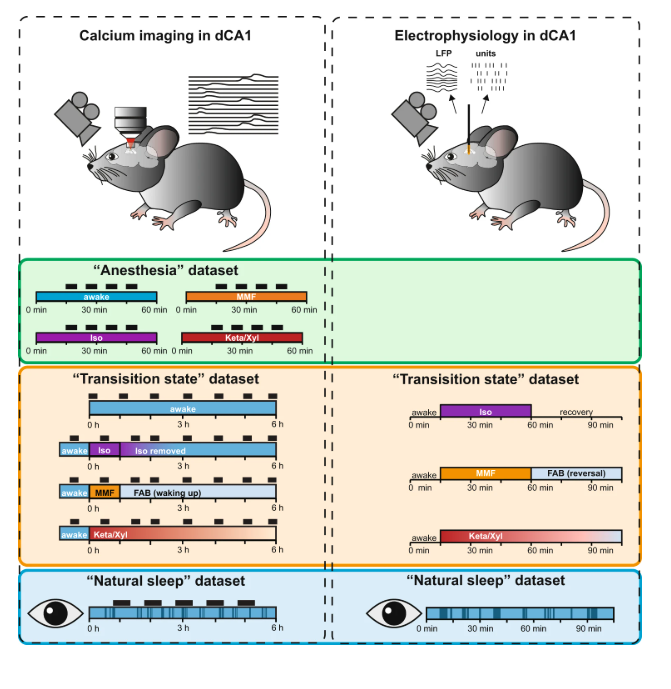 Calcium imaging in dCA1
Electrophysiology in dCA1
LFP
units
“Anesthesia” dataset
awake
0 min 30 min 60 min
MMF
0 min 30 min 60 min
Iso
0 min 30 min 60 min
Keta/Xyl
0 min 30 min 60 min
“Transisition state” dataset
awake
0 h 3 h 6 h
awake Iso Iso removed
0 h 3 h 6 h
awake MMF FAB (waking up)
0 h 3 h 6 h
awake Keta/Xyl
0 h 3 h 6 h
“Transisition state” dataset
awake Iso recovery
0 min 30 min 60 min 90 min
awake MMF FAB (reversal)
0 min 30 min 60 min 90 min
awake Keta/Xyl
0 min 30 min 60 min 90 min
“Natural sleep” dataset
0 h 3 h 6 h
“Natural sleep” dataset
0 min 30 min 60 min 90 min